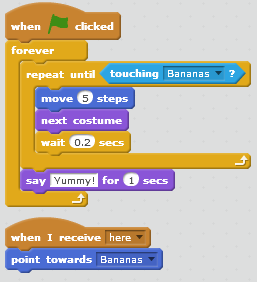 when clicked
forever
repeat until touching Bananas ?
move 5 steps
next costume
wait 0.2 secs
say Yummy! for 1 secs
when I receive here
point towards Bananas